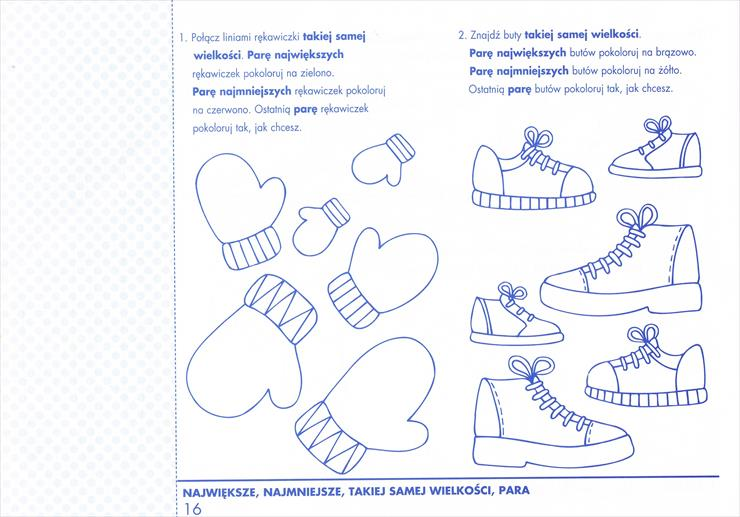 1. Połącz liniami rękawiczki takiej samej
wielkości. Parę największych
rękawiczek pokoloruj na zielono.
Parę najmniejszych rękawiczek pokoloruj
na czerwono. Ostatnią parę rękawiczek
pokoloruj tak, jak chcesz.
2. Znajdź buty takiej samej wielkości.
Parę największych butów pokoloruj na brązowo.
Parę najmniejszych butów pokoloruj na żółto.
Ostatnią parę butów pokoloruj tak, jak chcesz.
NAJWIĘKSZE, NAJMNIEJSZE, TAKIEJ SAMEJ WIELKOŚCI, PARA
16